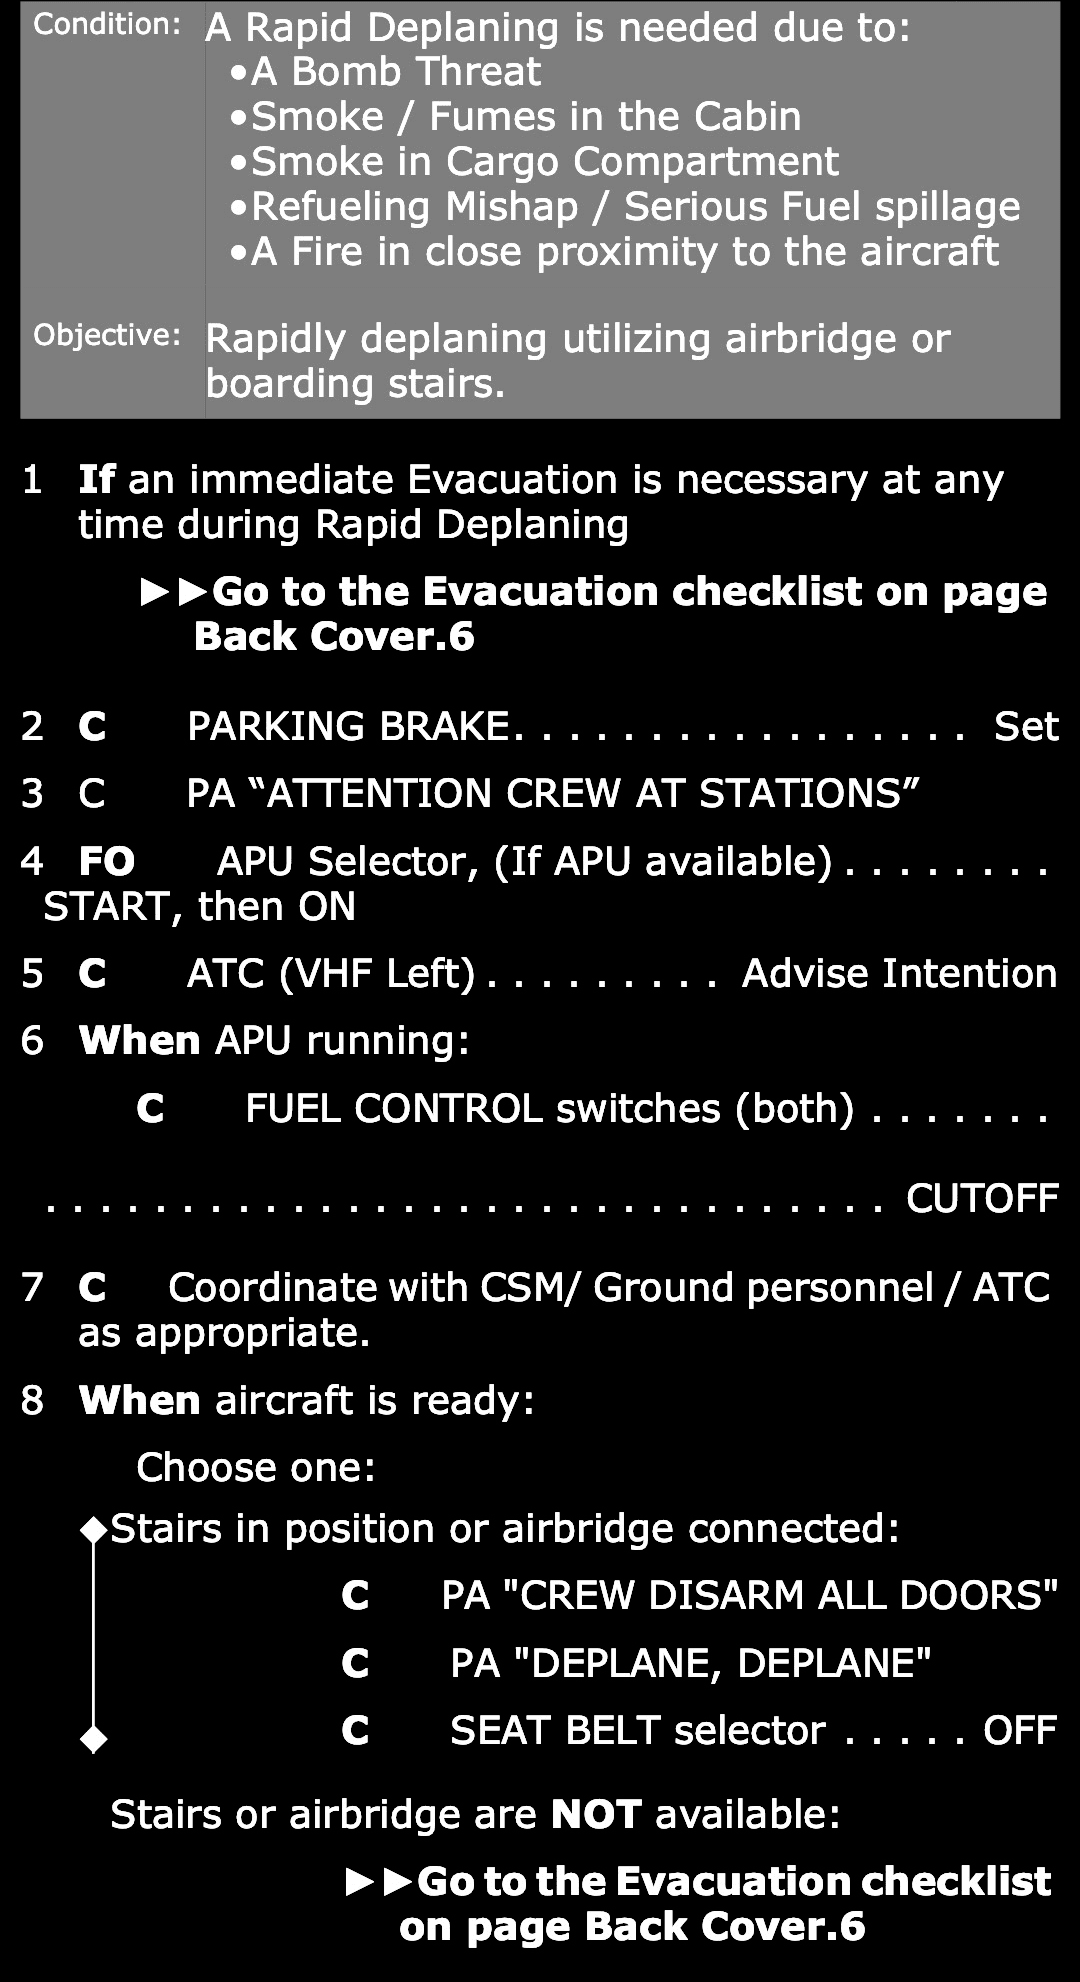 Condition: A Rapid Deplaning is needed due to:
•A Bomb Threat
•Smoke / Fumes in the Cabin
•Smoke in Cargo Compartment
•Refueling Mishap / Serious Fuel spillage
•A Fire in close proximity to the aircraft
Objective: Rapidly deplaning utilizing airbridge or
boarding stairs.
1 If an immediate Evacuation is necessary at any
time during Rapid Deplaning
►►Go to the Evacuation checklist on page
Back Cover.6
2 C PARKING BRAKE. . . . . . . . . . . . . . . . . Set
3 C PA “ATTENTION CREW AT STATIONS”
4 FO APU Selector, (If APU available) . . . . . . . .
START, then ON
5 C ATC (VHF Left) . . . . . . . . . Advise Intention
6 When APU running:
C FUEL CONTROL switches (both) . . . . . . .
. . . . . . . . . . . . . . . . . . . . . . . . . . . . . . . CUTOFF
7 C Coordinate with CSM/ Ground personnel / ATC
as appropriate.
8 When aircraft is ready:
Choose one:
◆Stairs in position or airbridge connected:
C PA "CREW DISARM ALL DOORS"
C PA "DEPLANE, DEPLANE"
◆ C SEAT BELT selector . . . . . OFF
Stairs or airbridge are NOT available:
►►Go to the Evacuation checklist
on page Back Cover.6